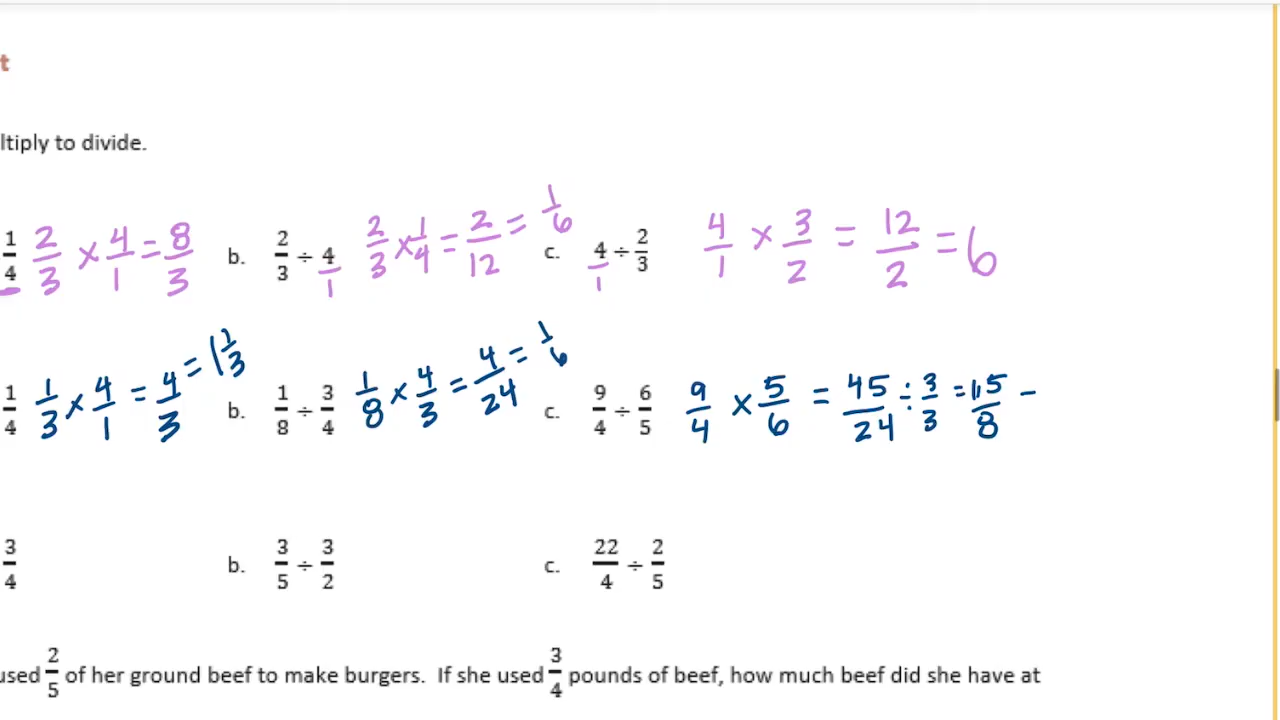 t
ltiply to divide.
1/4 2/3 × 4/1 = 8/3 b. 2/3 ÷ 4/1 2/3 × 1/4 = 2/12 = 1/6 c. 4/1 ÷ 2/3 4/1 × 3/2 = 12/2 = 6
1/4 1/3 × 4/1 = 4/3 = 1 1/3 b. 1/8 ÷ 3/4 1/8 × 4/3 = 4/24 = 1/6 c. 9/4 ÷ 6/5 9/4 × 5/6 = 45/24 ÷ 3/3 = 15/8 -
3/4 b. 3/5 ÷ 3/2 c. 22/4 ÷ 2/5
used 2/5 of her ground beef to make burgers. If she used 3/4 pounds of beef, how much beef did she have at